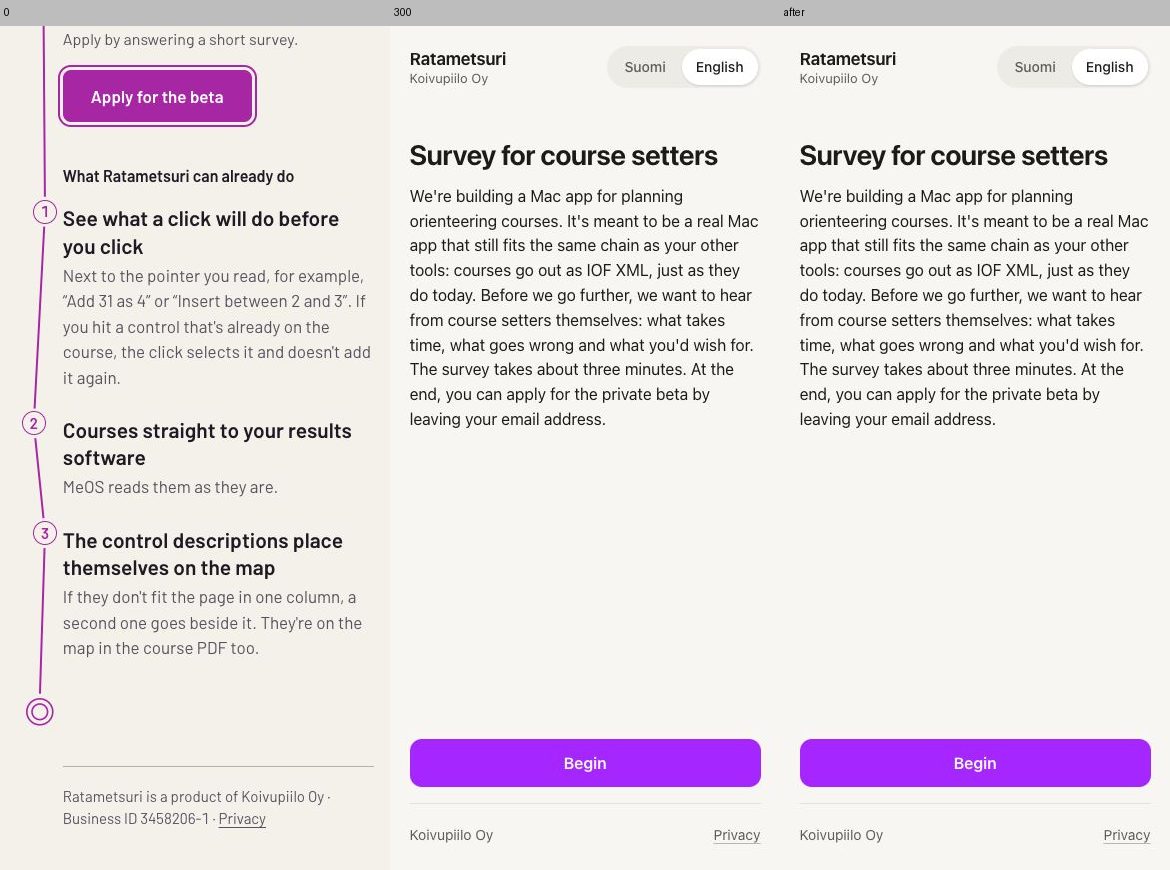 0
Apply by answering a short survey.
Apply for the beta
What Ratametsuri can already do
1
See what a click will do before
you click
Next to the pointer you read, for example,
“Add 31 as 4” or “Insert between 2 and 3”. If
you hit a control that's already on the
course, the click selects it and doesn't add
it again.
2
Courses straight to your results
software
MeOS reads them as they are.
3
The control descriptions place
themselves on the map
If they don't fit the page in one column, a
second one goes beside it. They're on the
map in the course PDF too.
Ratametsuri is a product of Koivupiilo Oy ·
Business ID 3458206-1 · Privacy
300
Ratametsuri
Koivupiilo Oy
Suomi English
Survey for course setters
We're building a Mac app for planning
orienteering courses. It's meant to be a real Mac
app that still fits the same chain as your other
tools: courses go out as IOF XML, just as they
do today. Before we go further, we want to hear
from course setters themselves: what takes
time, what goes wrong and what you'd wish for.
The survey takes about three minutes. At the
end, you can apply for the private beta by
leaving your email address.
Begin
Koivupiilo Oy Privacy
after
Ratametsuri
Koivupiilo Oy
Suomi English
Survey for course setters
We're building a Mac app for planning
orienteering courses. It's meant to be a real Mac
app that still fits the same chain as your other
tools: courses go out as IOF XML, just as they
do today. Before we go further, we want to hear
from course setters themselves: what takes
time, what goes wrong and what you'd wish for.
The survey takes about three minutes. At the
end, you can apply for the private beta by
leaving your email address.
Begin
Koivupiilo Oy Privacy